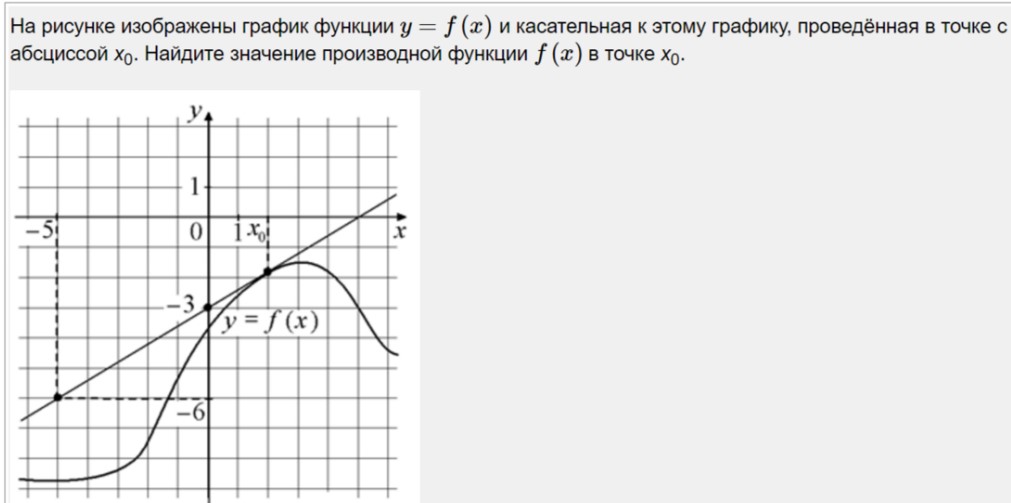 На рисунке изображены график функции y = f (x) и касательная к этому графику, проведённая в точке с
абсциссой x₀. Найдите значение производной функции f (x) в точке x₀.
y
1
−5
0
1
x₀
x
−3
y = f (x)
−6